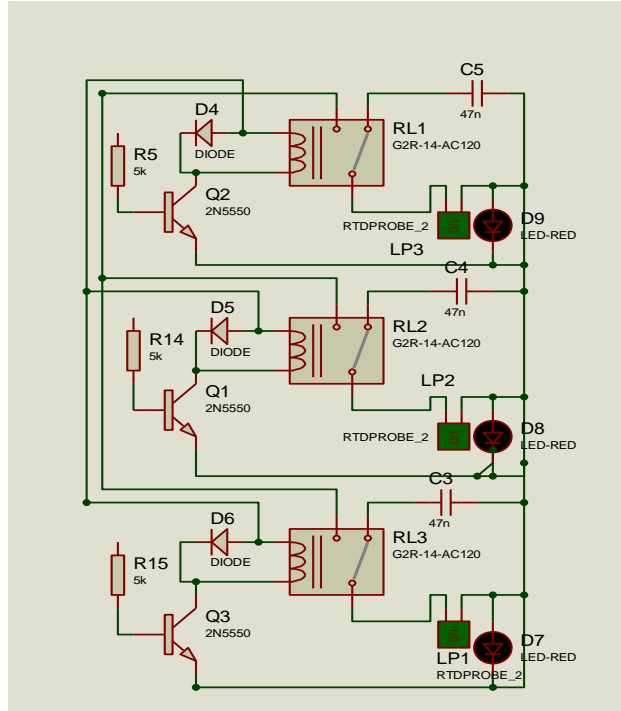 C5
47n
D4
DIODE
RL1
G2R-14-AC120
R5
5k
Q2
2N5550
RTDPROBE_2
LP3
D9
LED-RED
C4
47n
D5
DIODE
RL2
G2R-14-AC120
R14
5k
Q1
2N5550
LP2
RTDPROBE_2
D8
LED-RED
C3
47n
D6
DIODE
RL3
G2R-14-AC120
R15
5k
Q3
2N5550
LP1
RTDPROBE_2
D7
LED-RED